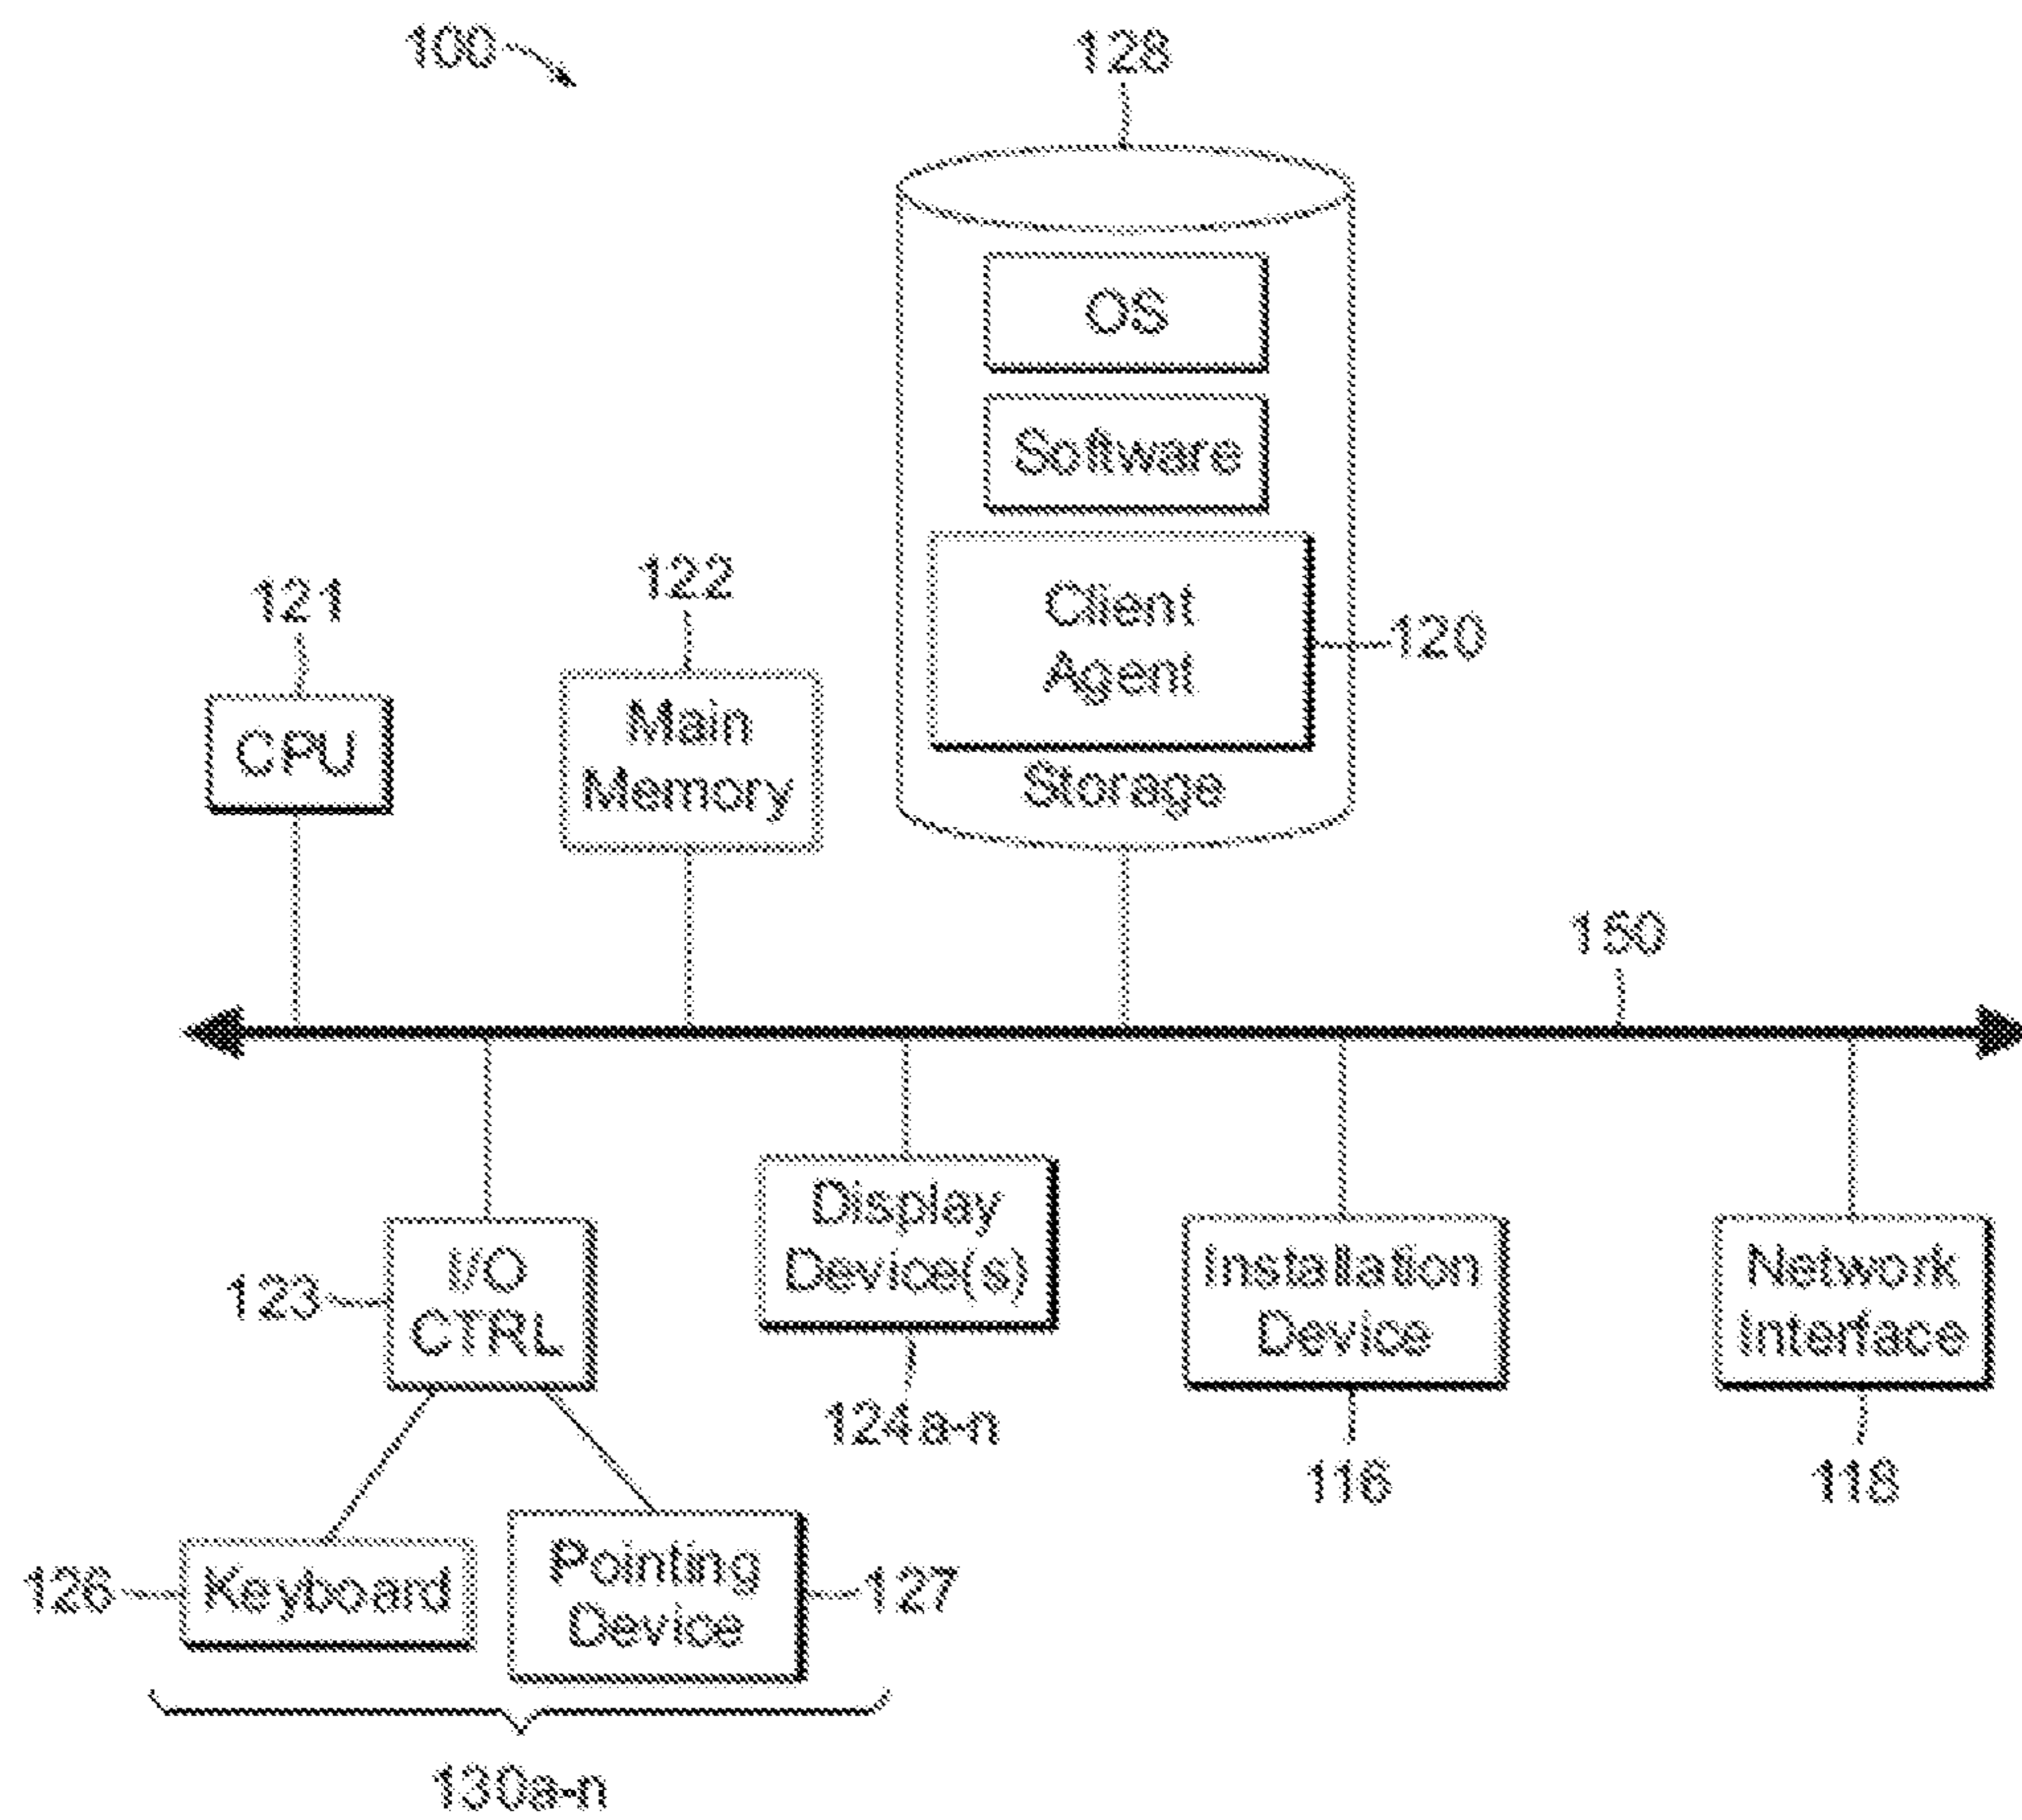 100
128
OS
Software
Client
Agent
120
Storage
121
CPU
122
Main
Memory
150
I/O
CTRL
123
Display
Device(s)
124a-n
Installation
Device
116
Network
Interface
118
126
Keyboard
Pointing
Device
127
130a-n